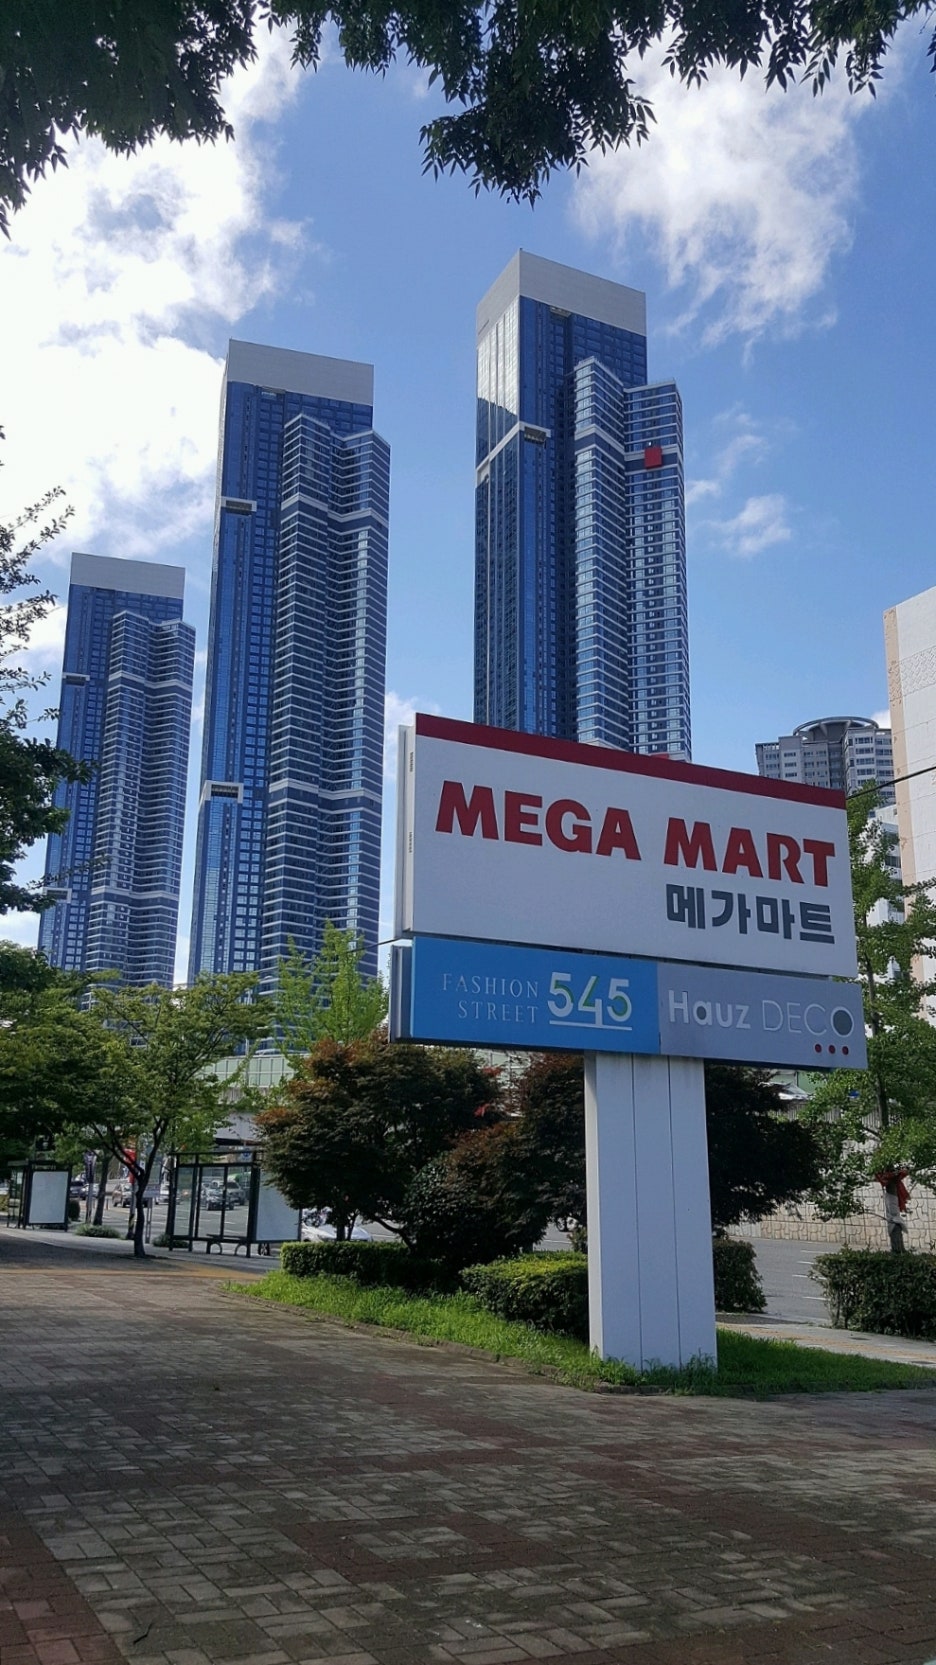 MEGA MART
메가마트
FASHION
STREET 545
Hauz DECO